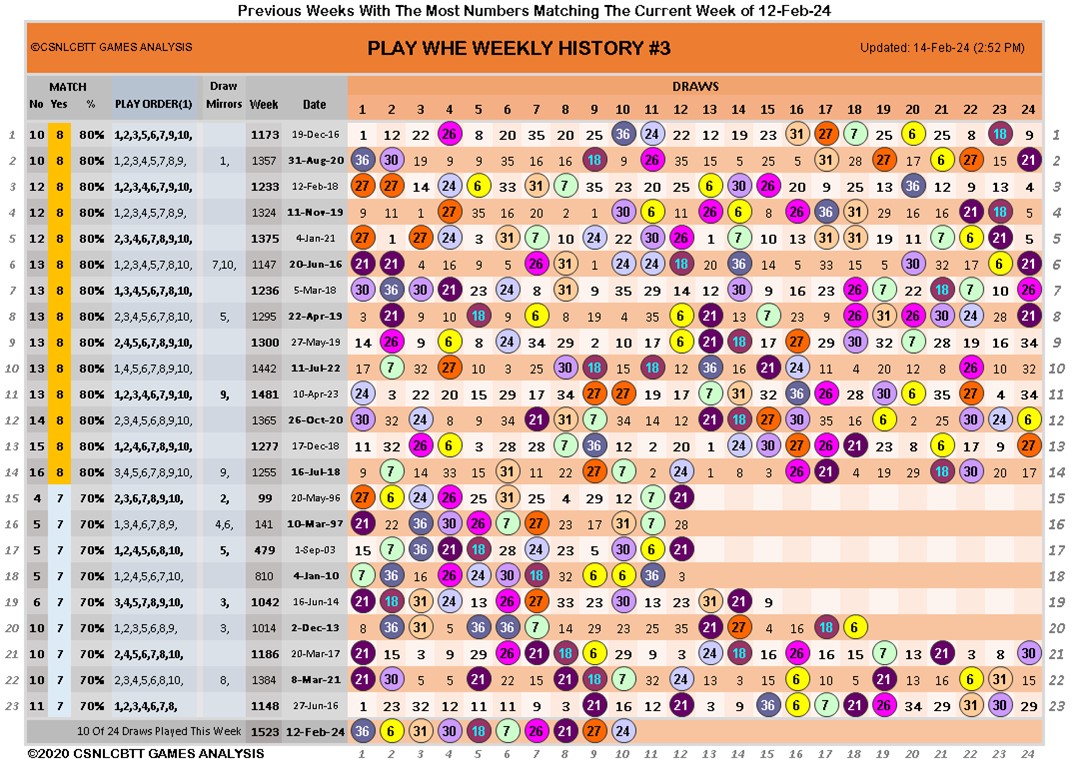 Previous Weeks With The Most Numbers Matching The Current Week of 12-Feb-24
©CSNLCBTT GAMES ANALYSIS PLAY WHE WEEKLY HISTORY #3 Updated: 14-Feb-24 (2:52 PM)
MATCH Draw DRAWS
No Yes % PLAY ORDER(1) Mirrors Week Date 1 2 3 4 5 6 7 8 9 10 11 12 13 14 15 16 17 18 19 20 21 22 23 24
1 10 8 80% 1,2,3,5,6,7,9,10, 1173 19-Dec-16 1 12 22 26 8 20 35 20 25 36 24 22 12 19 23 31 27 7 25 6 25 8 18 9 1
2 10 8 80% 1,2,3,4,5,7,8,9, 1, 1357 31-Aug-20 36 30 19 9 9 35 16 16 18 9 26 35 15 5 25 5 31 28 27 17 6 27 15 21 2
3 12 8 80% 1,2,3,4,6,7,9,10, 1233 12-Feb-18 27 27 14 24 6 33 31 7 35 23 20 25 6 30 26 20 9 25 13 36 12 9 13 4 3
4 12 8 80% 1,2,3,4,5,7,8,9, 1324 11-Nov-19 9 11 1 27 35 16 20 2 1 30 6 11 26 6 8 26 36 31 29 16 16 21 18 5 4
5 12 8 80% 2,3,4,6,7,8,9,10, 1375 4-Jan-21 27 1 27 24 3 31 7 10 24 22 30 26 1 7 10 13 31 31 19 11 7 6 21 5 5
6 13 8 80% 1,2,3,4,5,7,8,10, 7,10, 1147 20-Jun-16 21 21 4 16 9 5 26 31 1 24 24 18 20 36 14 5 33 15 5 30 32 17 6 21 6
7 13 8 80% 1,3,4,5,6,7,8,10, 1236 5-Mar-18 30 36 30 21 23 24 8 31 9 35 29 14 12 30 9 16 23 26 7 22 18 7 10 26 7
8 13 8 80% 2,3,4,5,7,8,10, 5, 1295 22-Apr-19 3 21 9 10 18 9 6 8 19 4 35 6 21 13 7 23 9 26 31 26 30 24 28 21 8
9 13 8 80% 2,4,5,6,7,8,9,10, 1300 27-May-19 14 26 9 6 8 24 34 29 2 10 17 6 21 18 17 27 9 29 30 7 28 19 16 34 9
10 13 8 80% 1,4,5,6,7,8,9,10, 1442 11-Jul-22 17 7 32 27 10 3 25 30 18 15 18 13 36 16 21 24 11 4 20 12 8 26 10 32 10
11 13 8 80% 1,2,3,4,6,7,9,10, 9, 1481 10-Apr-23 24 3 22 20 15 29 17 34 27 27 19 17 7 31 32 36 26 28 30 6 35 27 4 34 11
12 14 8 80% 1,2,3,5,7,8,9,10, 1365 26-Oct-20 30 32 24 8 33 34 21 31 7 34 12 13 21 18 27 30 35 16 6 2 25 30 24 6 12
13 15 8 80% 1,2,4,6,7,8,9,10, 1277 17-Dec-18 11 32 26 6 3 28 28 7 36 12 2 20 1 24 30 27 26 21 23 8 6 17 9 27 13
14 16 8 80% 3,4,5,6,7,8,9,10, 9, 1255 16-Jul-18 9 7 14 33 15 31 11 22 27 7 2 24 1 8 3 26 21 4 29 21 18 30 20 17 14
15 4 7 70% 2,3,6,7,8,9,10, 2, 99 20-May-96 27 6 24 26 25 31 25 4 29 12 7 21 15
16 5 7 70% 1,3,4,6,7,8,9, 4,6, 141 10-Mar-97 21 22 36 30 26 7 27 23 17 31 7 28 16
17 5 7 70% 1,2,4,5,6,8,10, 5, 479 1-Sep-03 15 7 36 21 18 28 24 23 5 30 6 21 17
18 5 7 70% 1,2,4,5,6,7,10, 810 4-Jan-10 7 36 16 26 24 30 18 32 6 6 36 3 18
19 6 7 70% 3,4,5,7,8,9,10, 3, 1042 16-Jun-14 21 18 31 24 13 26 27 33 23 30 13 23 31 21 9 19
20 10 7 70% 1,2,3,5,6,8,9, 3, 1014 2-Dec-13 8 36 31 5 36 36 7 14 29 23 25 35 21 27 4 16 18 6 20
21 10 7 70% 2,4,5,6,7,8,10, 1186 20-Mar-17 21 15 3 9 29 26 21 18 6 29 9 3 24 18 16 26 16 15 7 13 21 3 8 30 21
22 10 7 70% 2,3,4,5,6,8,10, 8, 1384 8-Mar-21 21 30 5 5 21 22 15 21 18 7 32 24 13 3 15 6 10 5 21 13 16 6 31 15 22
23 11 7 70% 1,2,3,4,6,7,8, 1148 27-Jun-16 1 23 32 12 11 11 9 3 21 16 12 21 3 9 36 6 7 21 26 34 29 31 30 29 23
10 Of 24 Draws Played This Week 1523 12-Feb-24 36 6 31 30 18 7 26 21 27 24
©2020 CSNLCBTT GAMES ANALYSIS 1 2 3 4 5 6 7 8 9 10 11 12 13 14 15 16 17 18 19 20 21 22 23 24